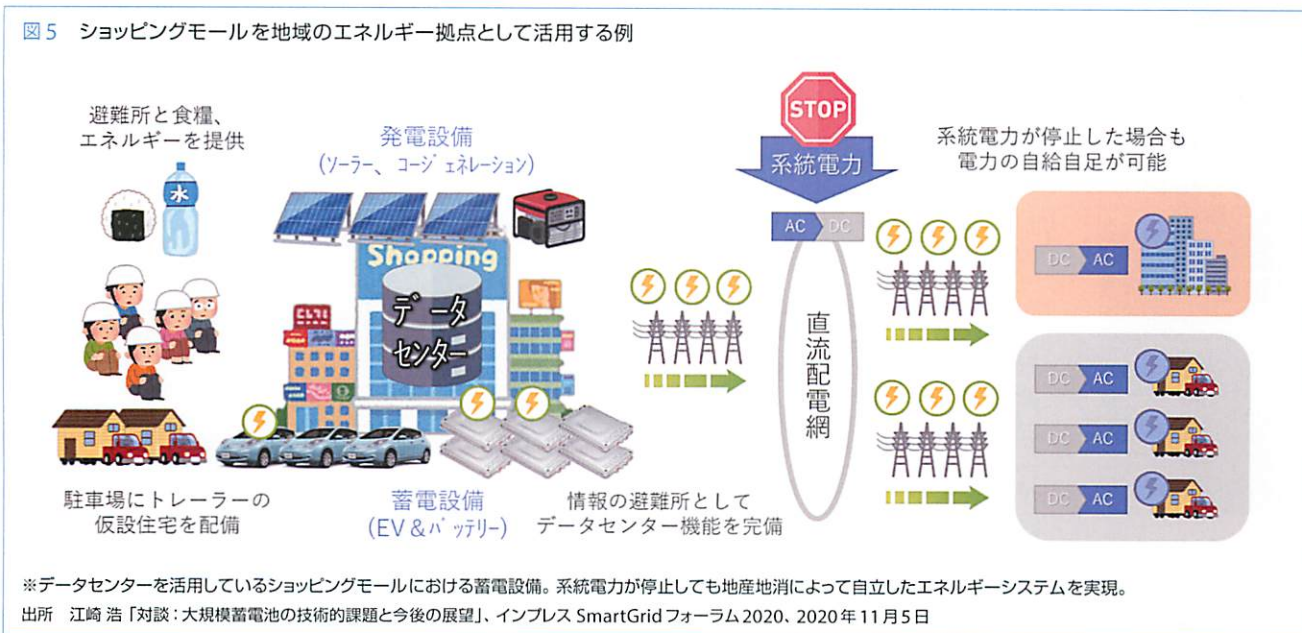 図5 ショッピングモールを地域のエネルギー拠点として活用する例
避難所と食糧、
エネルギーを提供
水
発電設備
(ソーラー、コージェネレーション)
Shopping
データ
センター
駐車場にトレーラーの
仮設住宅を配備
蓄電設備
(EV&バッテリー)
情報の避難所として
データセンター機能を完備
STOP
系統電力
AC DC
直流配電網
系統電力が停止した場合も
電力の自給自足が可能
DC AC
DC AC
DC AC
DC AC
※データセンターを活用しているショッピングモールにおける蓄電設備。系統電力が停止しても地産地消によって自立したエネルギーシステムを実現。
出所 江崎 浩「対談:大規模蓄電池の技術的課題と今後の展望」、インプレス SmartGridフォーラム2020、2020年11月5日